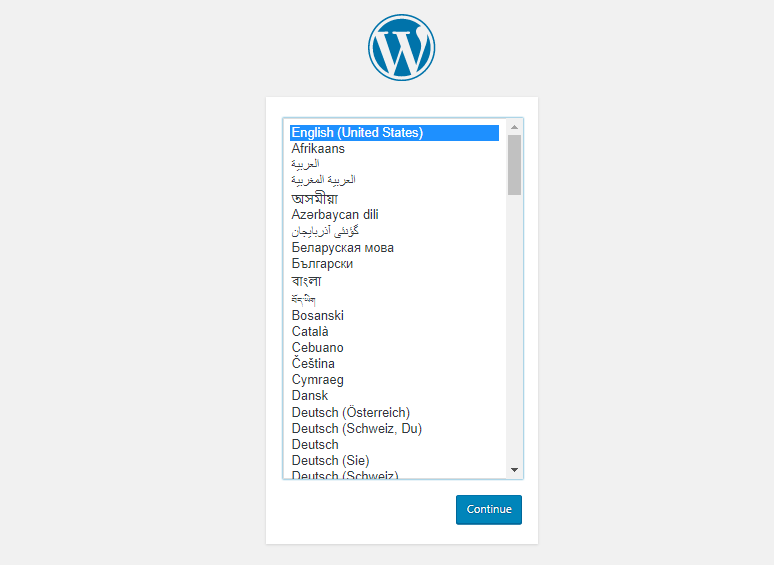 English (United States)
Afrikaans
العربية
العربية المغربية
অসমীয়া
Azərbaycan dili
گؤنئی آذربایجان
Беларуская мова
Български
বাংলা
བོད་ཡིག
Bosanski
Català
Cebuano
Čeština
Cymraeg
Dansk
Deutsch (Österreich)
Deutsch (Schweiz, Du)
Deutsch
Deutsch (Sie)
Deutsch (Schweiz)
Continue